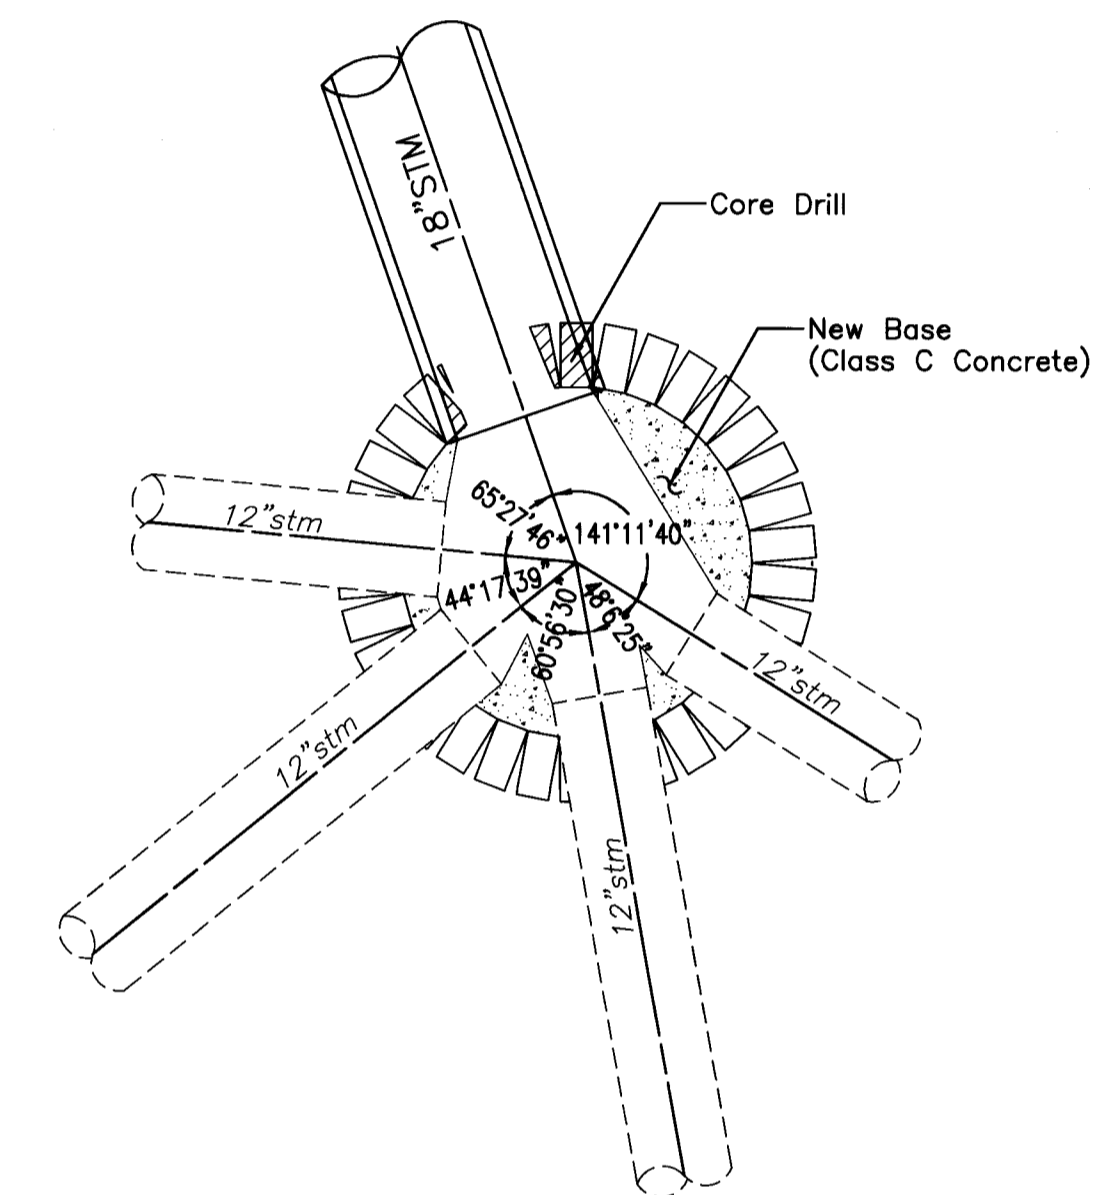 18"STM
Core Drill
New Base
(Class C Concrete)
65°27'46"
141°11'40"
12"stm
44°17'39"
60°56'30"
48°6'25"
12"stm
12"stm
12"stm